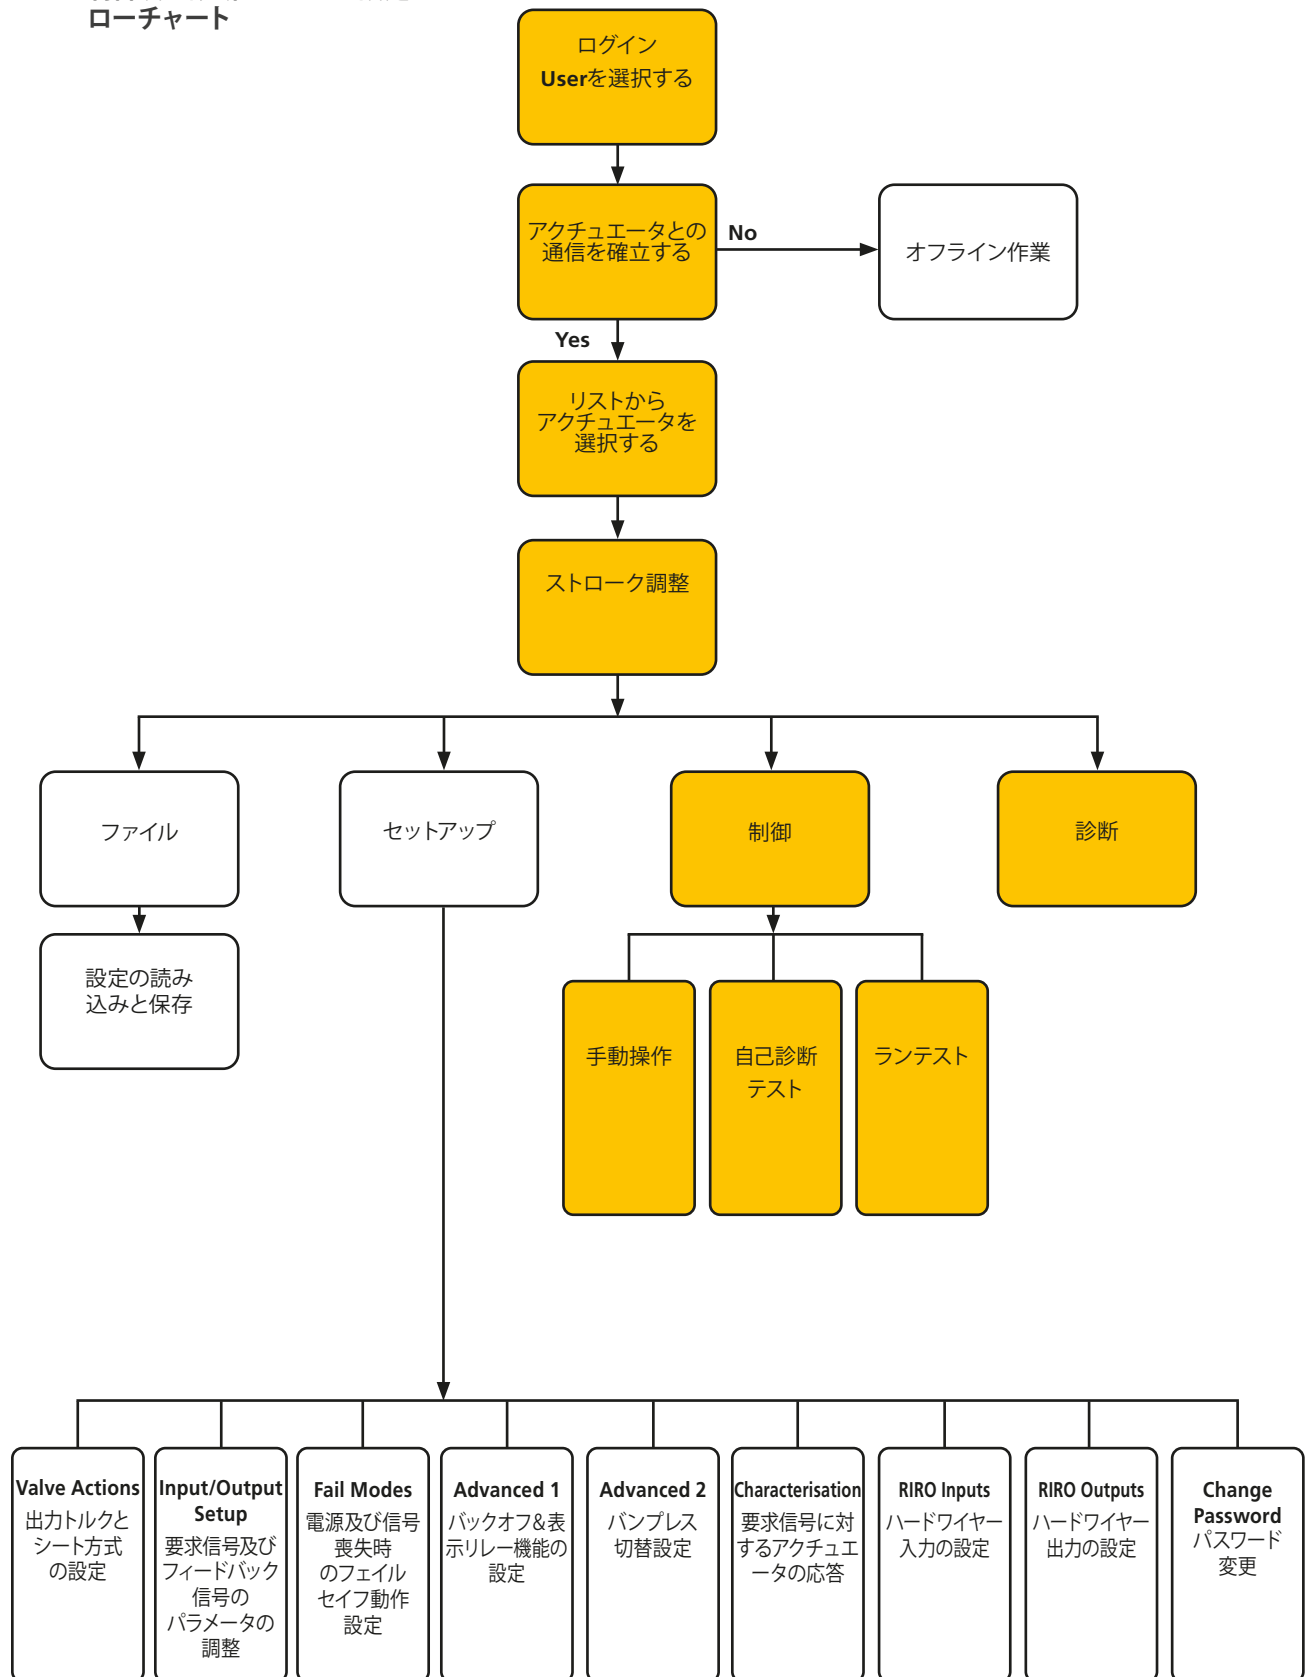 ローチャート
ログイン
Userを選択する
アクチュエータとの
通信を確立する
No
オフライン作業
Yes
リストから
アクチュエータを
選択する
ストローク調整
ファイル
セットアップ
制御
診断
設定の読み
込みと保存
手動操作
自己診断
テスト
ランテスト
Valve Actions
出力トルクと
シート方式
の設定
Input/Output
Setup
要求信号及び
フィードバック
信号の
パラメータの
調整
Fail Modes
電源及び信号
喪失時
のフェイル
セイフ動作
設定
Advanced 1
バックオフ&表
示リレー機能の
設定
Advanced 2
バンプレス
切替設定
Characterisation
要求信号に対
するアクチュエ
ータの応答
RIRO Inputs
ハードワイヤー
入力の設定
RIRO Outputs
ハードワイヤー
出力の設定
Change
Password
パスワード
変更